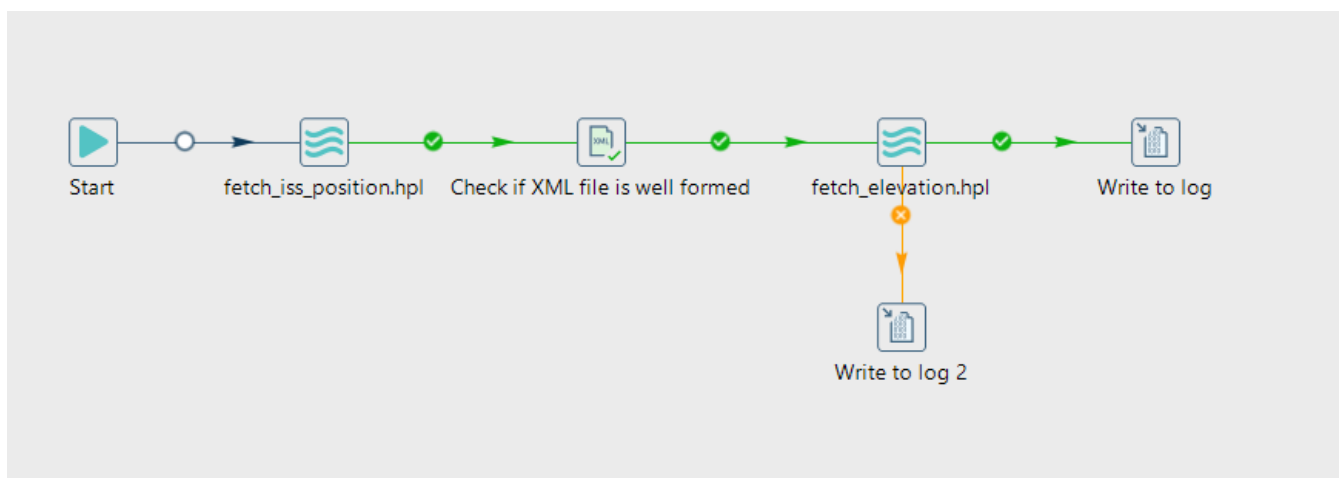 XML
Start
fetch_iss_position.hpl
Check if XML file is well formed
fetch_elevation.hpl
Write to log
Write to log 2